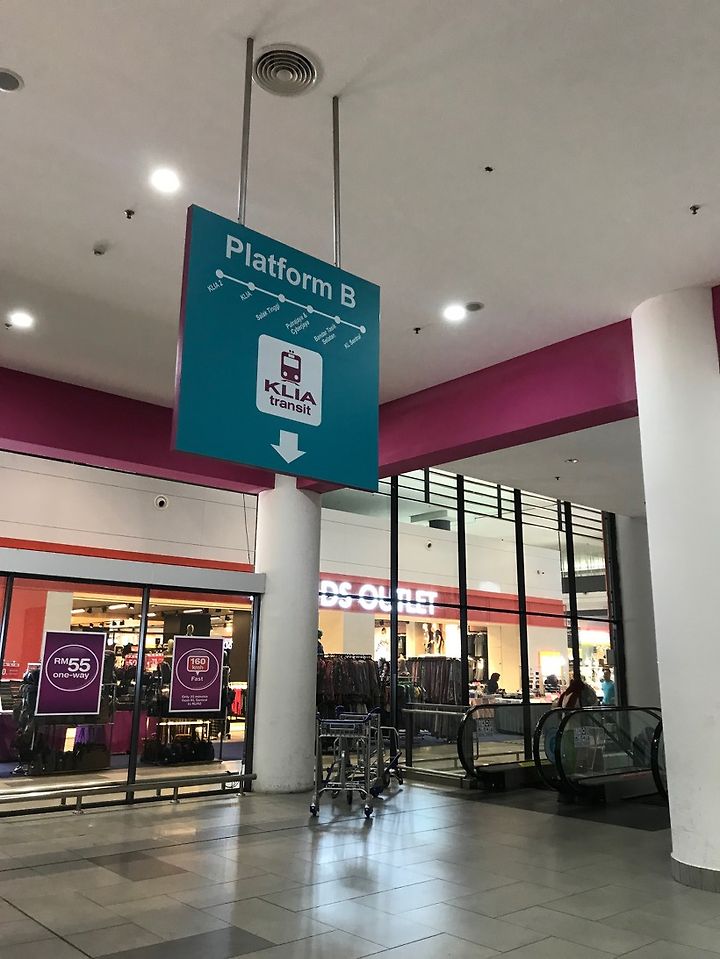 Platform B
KLIA 2
KLIA
Salak Tinggi
Putrajaya &
Cyberjaya
Bandar Tasik
Selatan
KL Sentral
KLIA
transit
DS OUTLET
RM55
one-way
160
km/h
Fast